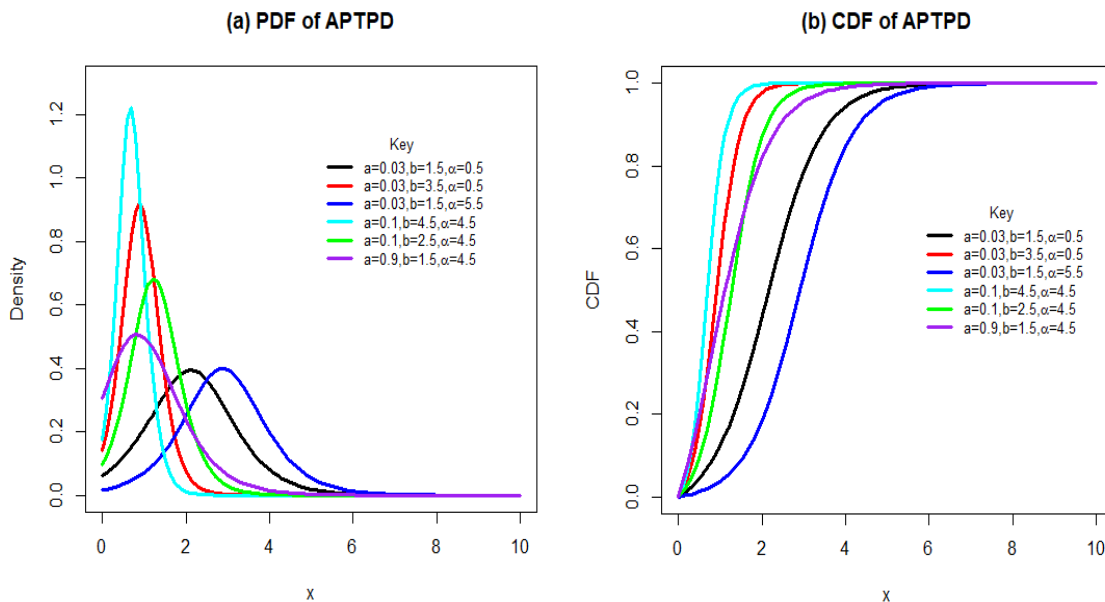 (a) PDF of APTPD
Density
0.0 0.2 0.4 0.6 0.8 1.0 1.2
Key
a=0.03,b=1.5,α=0.5
a=0.03,b=3.5,α=0.5
a=0.03,b=1.5,α=5.5
a=0.1,b=4.5,α=4.5
a=0.1,b=2.5,α=4.5
a=0.9,b=1.5,α=4.5
0 2 4 6 8 10
x
(b) CDF of APTPD
CDF
0.0 0.2 0.4 0.6 0.8 1.0
Key
a=0.03,b=1.5,α=0.5
a=0.03,b=3.5,α=0.5
a=0.03,b=1.5,α=5.5
a=0.1,b=4.5,α=4.5
a=0.1,b=2.5,α=4.5
a=0.9,b=1.5,α=4.5
0 2 4 6 8 10
x